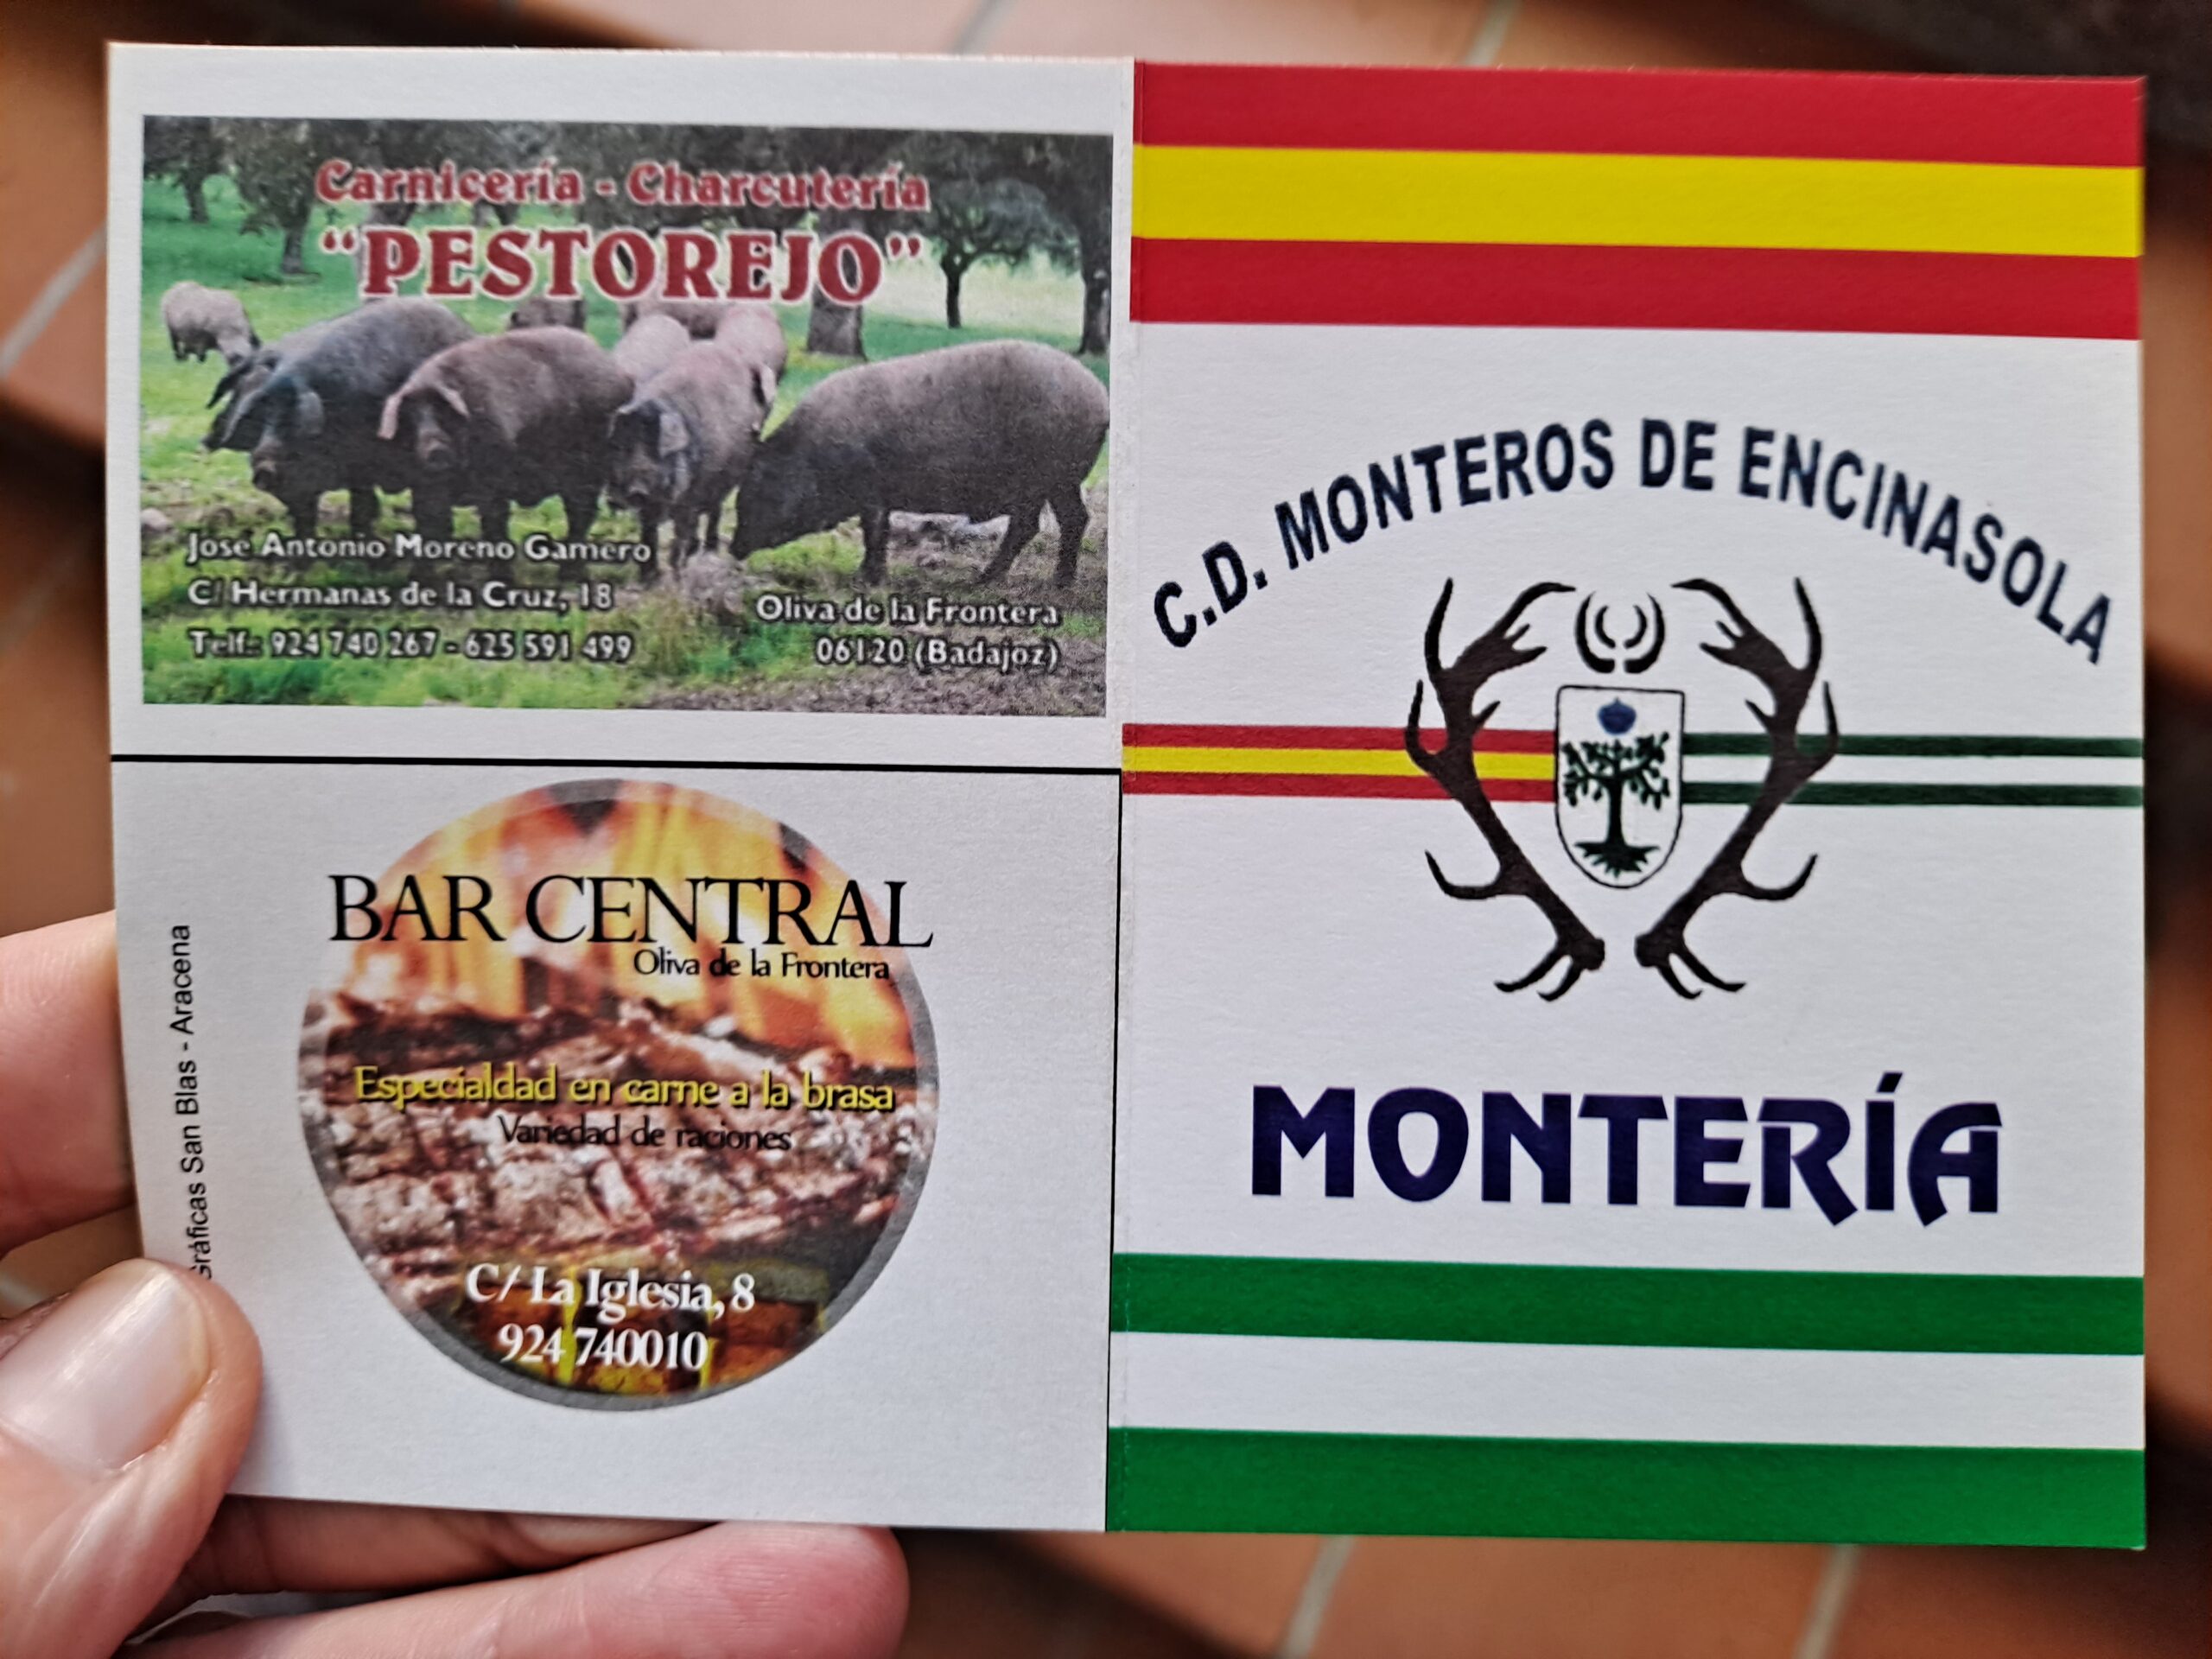 Carnicería - Charcutería
“PESTOREJO”
Jose Antonio Moreno Gamero
C/ Hermanas de la Cruz, 18
Telf.: 924 740 267 - 625 591 499
Oliva de la Frontera
06120 (Badajoz)
BAR CENTRAL
Oliva de la Frontera
Especialdad en carne a la brasa
Variedad de raciones
C/ La Iglesia, 8
924 740010
Gráficas San Blas - Aracena
C.D. MONTEROS DE ENCINASOLA
MONTERÍA